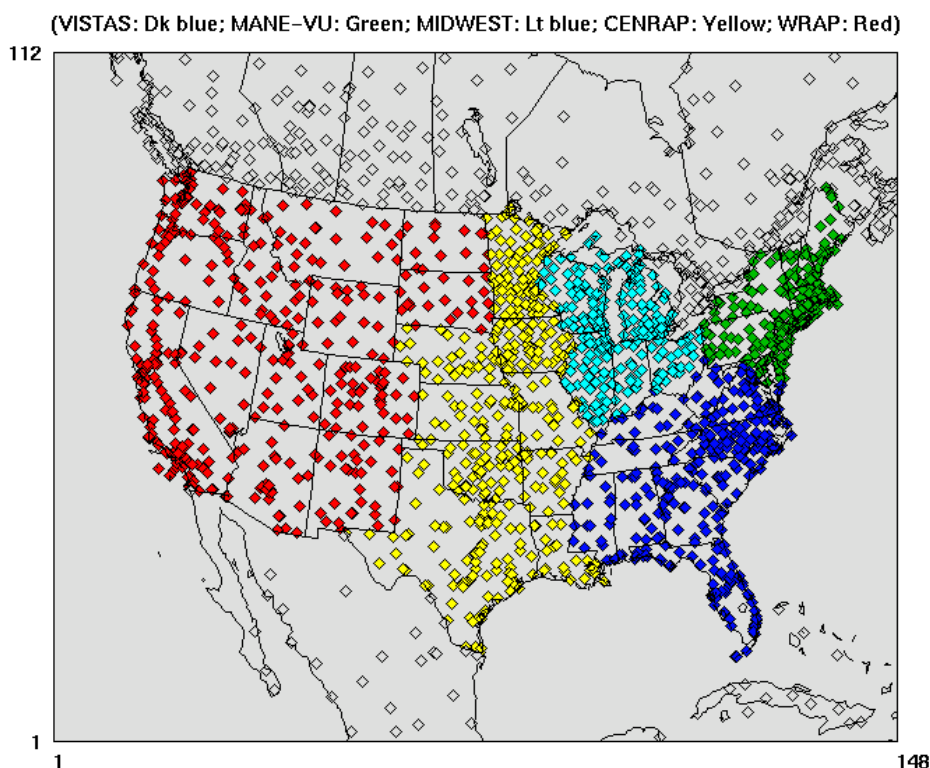 (VISTAS: Dk blue; MANE-VU: Green; MIDWEST: Lt blue; CENRAP: Yellow; WRAP: Red)
112
1
1
148